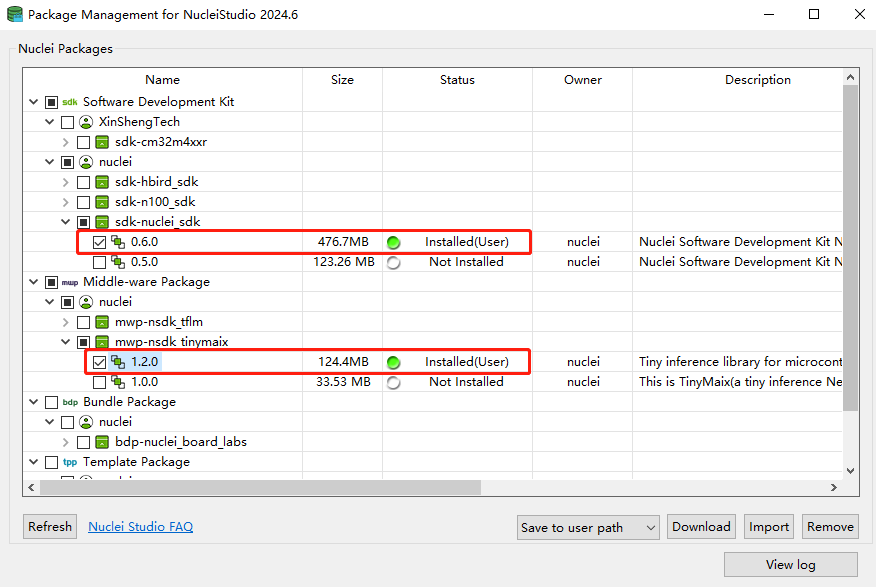 Package Management for NucleiStudio 2024.6
Nuclei Packages
Name Size Status Owner Description
sdk Software Development Kit
XinShengTech
sdk-cm32m4xxr
nuclei
sdk-hbird_sdk
sdk-n100_sdk
sdk-nuclei_sdk
0.6.0 476.7MB Installed(User) nuclei Nuclei Software Development Kit N
0.5.0 123.26 MB Not Installed nuclei Nuclei Software Development Kit N
mwp Middle-ware Package
nuclei
mwp-nsdk_tflm
mwp-nsdk_tinymaix
1.2.0 124.4MB Installed(User) nuclei Tiny inference library for microcont
1.0.0 33.53 MB Not Installed nuclei This is TinyMaix(a tiny inference Ne
bdp Bundle Package
nuclei
bdp-nuclei_board_labs
tpp Template Package
Refresh Nuclei Studio FAQ Save to user path Download Import Remove
View log